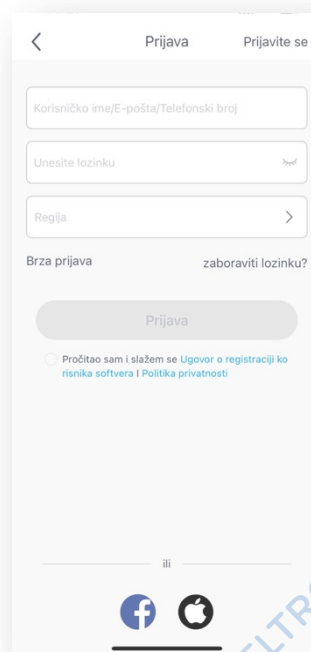 Prijava
Prijavite se
Korisničko ime/E-pošta/Telefonski broj
Unesite lozinku
Regija
Brza prijava
zaboraviti lozinku?
Prijava
Pročitao sam i slažem se Ugovor o registraciji ko
risnika softvera I Politika privatnosti
ili